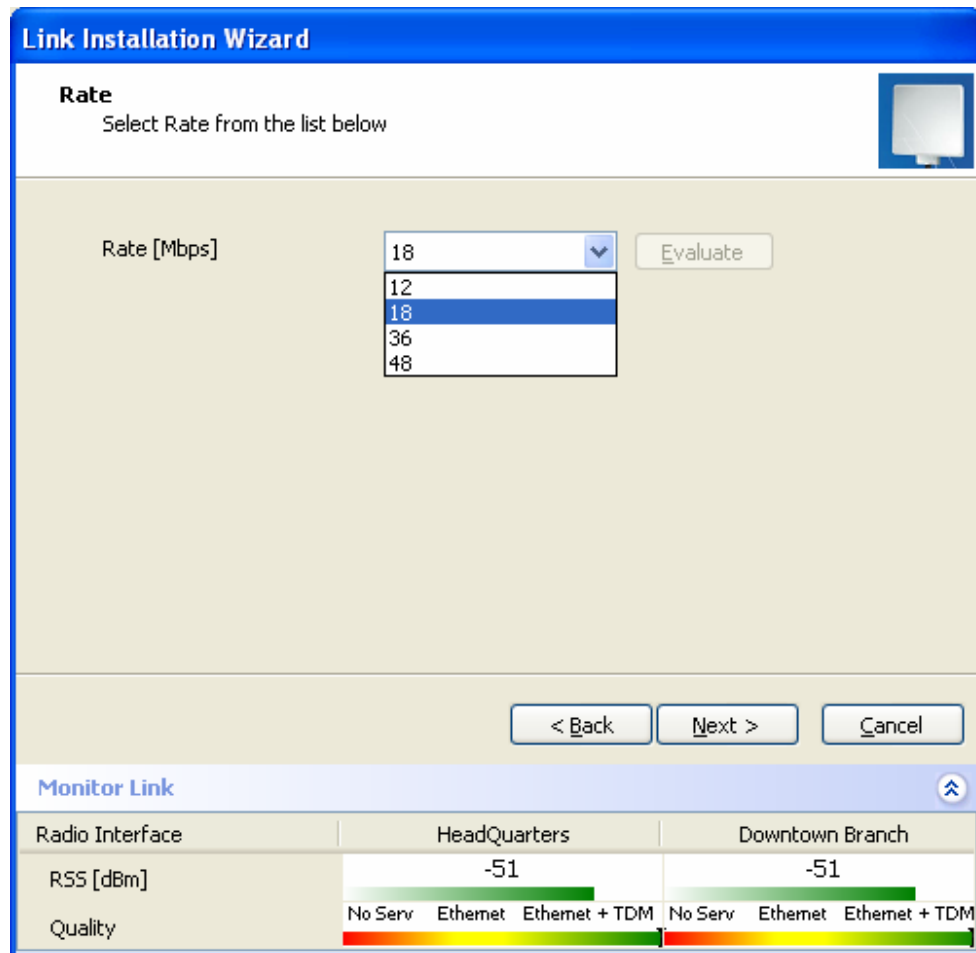 Link Installation Wizard
Rate
Select Rate from the list below
Rate [Mbps]
18
Evaluate
12
18
36
48
< Back
Next >
Cancel
Monitor Link
Radio Interface HeadQuarters Downtown Branch
RSS [dBm] -51 -51
Quality No Serv Ethernet Ethernet + TDM No Serv Ethernet Ethernet + TDM